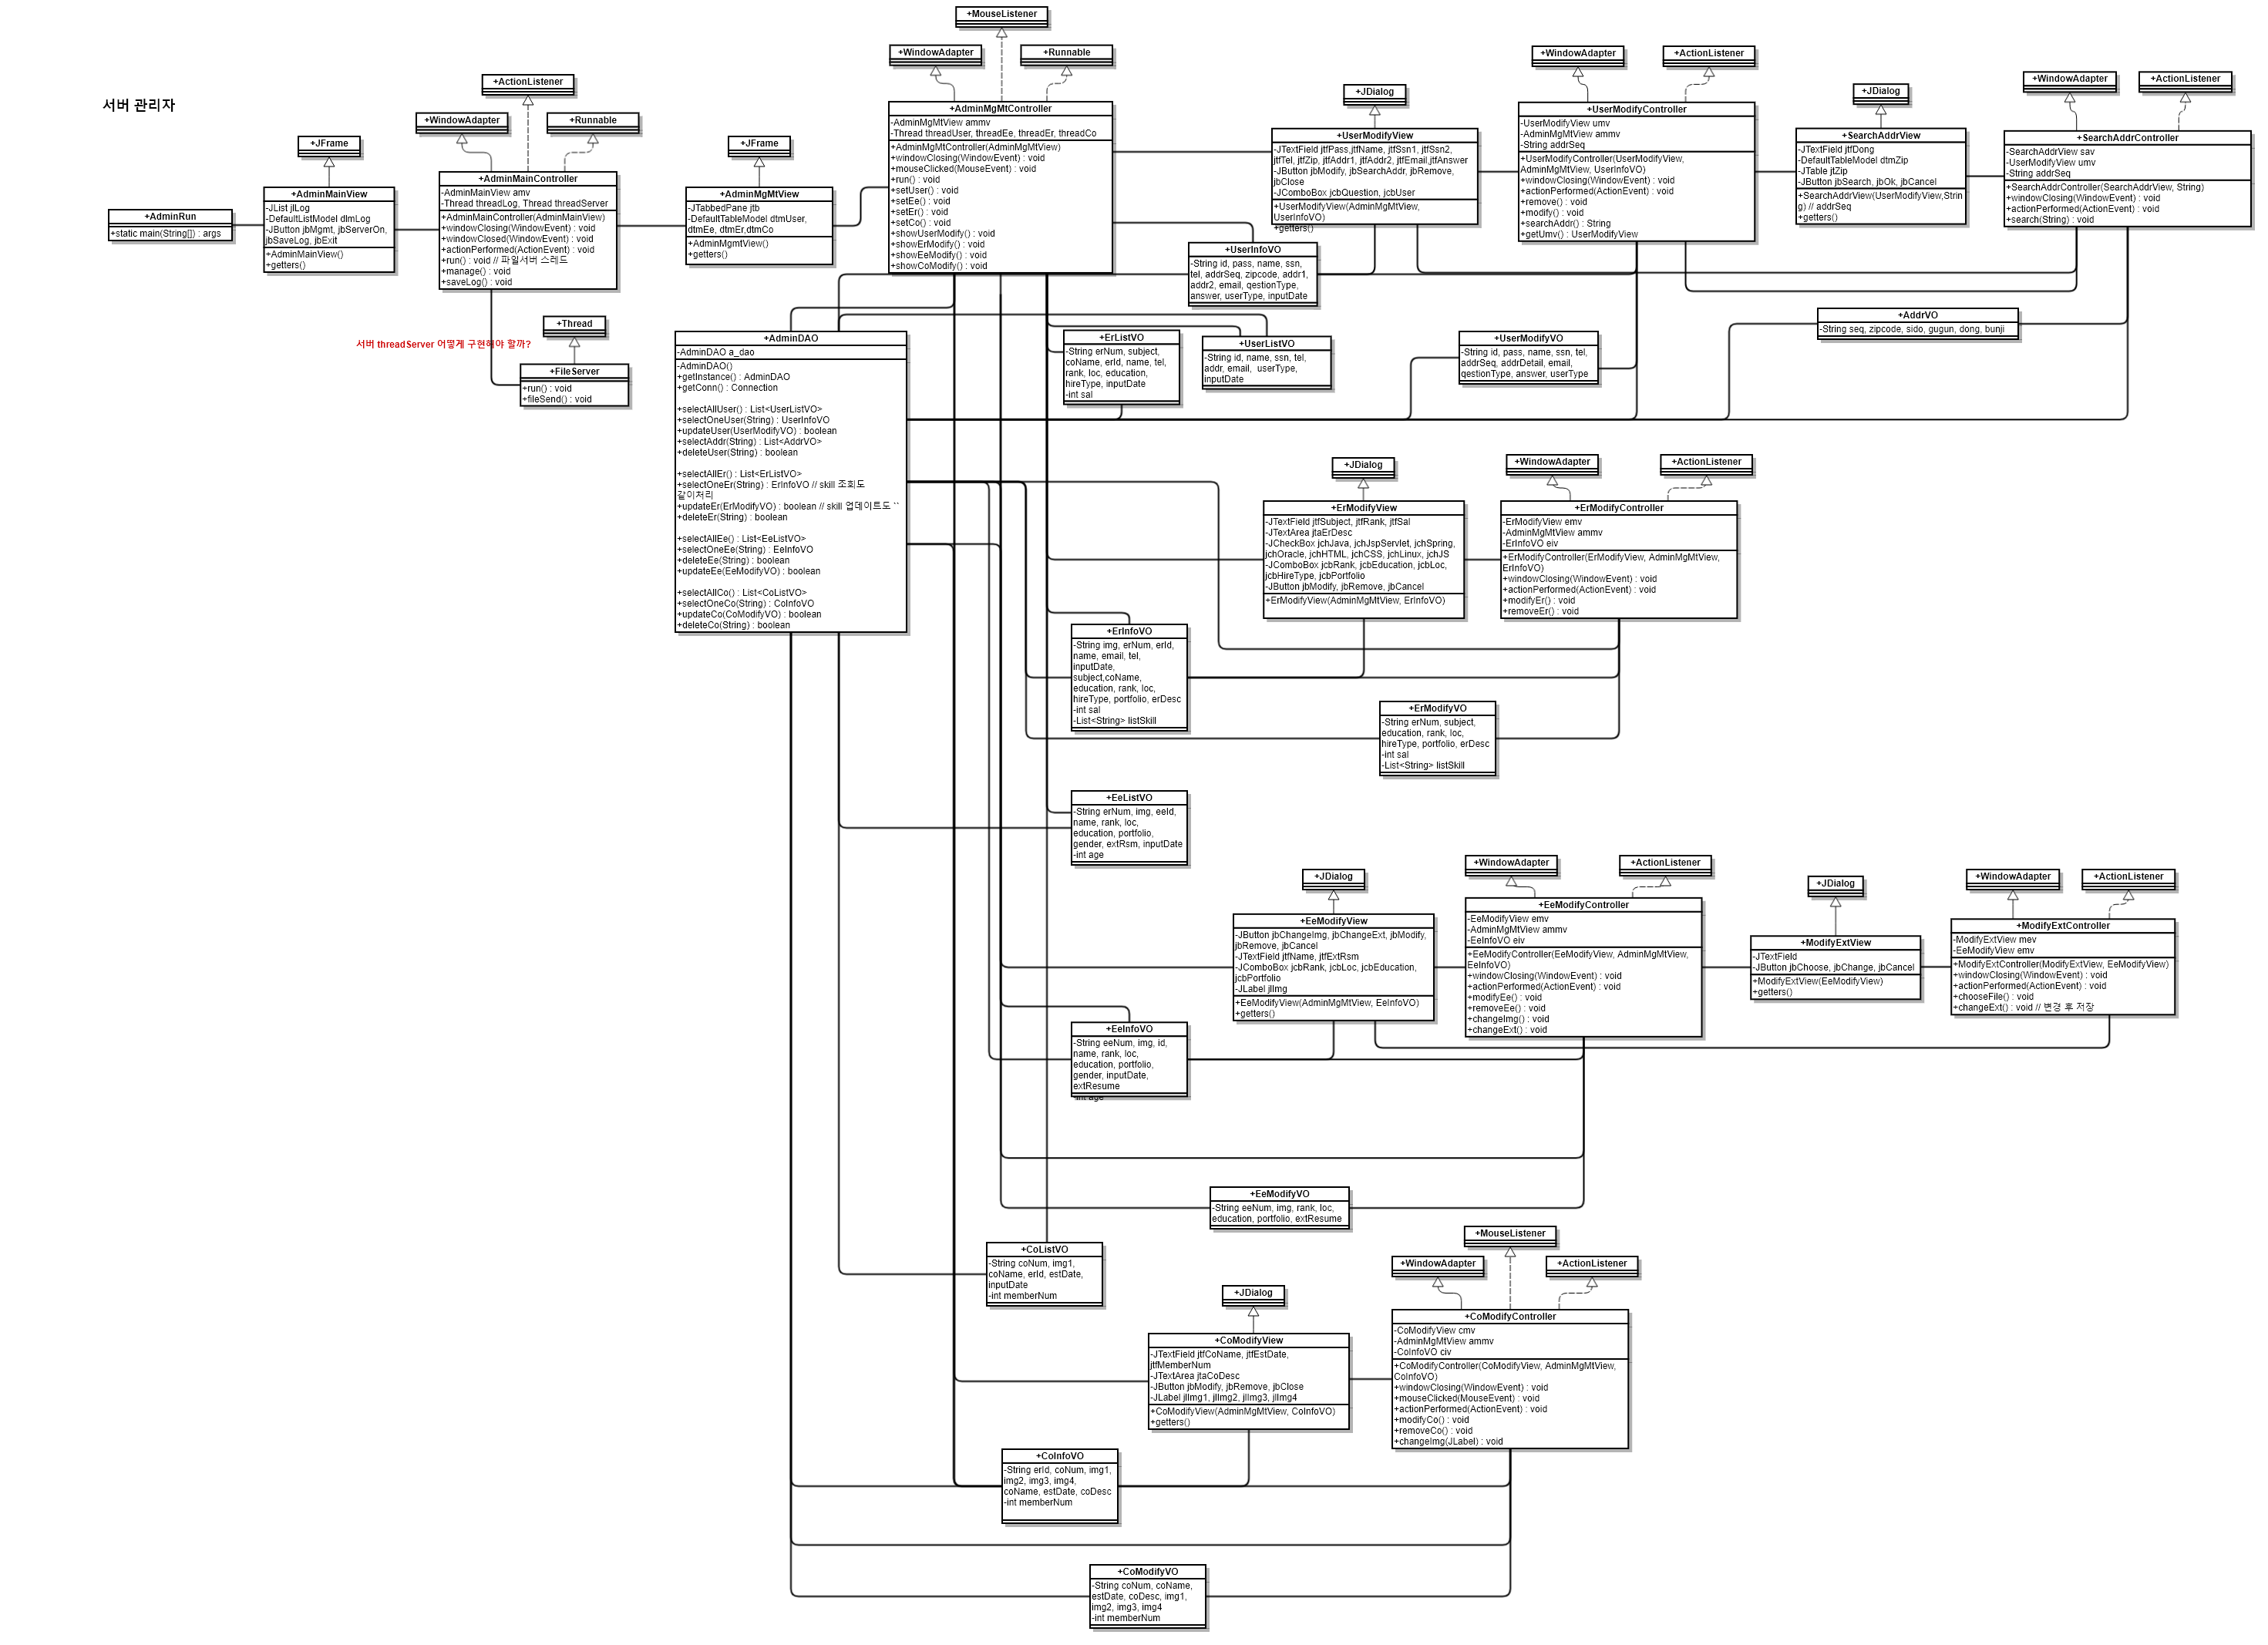 서버 관리자
+AdminRun
+static main(String[]) : args
+JFrame
+AdminMainView
-JList jlLog
-DefaultListModel dlmLog
-JButton jbMgmt, jbServerOn,
jbSaveLog, jbExit
+AdminMainView()
+getters()
+ActionListener
+WindowAdapter
+Runnable
+AdminMainController
-AdminMainView amv
-Thread threadLog, Thread threadServer
+AdminMainController(AdminMainView)
+windowClosing(WindowEvent) : void
+windowClosed(WindowEvent) : void
+actionPerformed(ActionEvent) : void
+run() : void // 파일서버 스레드
+manage() : void
+saveLog() : void
서버 threadServer 어떻게 구현해야 할까?
+Thread
+FileServer
+run() : void
+fileSend() : void
+JFrame
+AdminMgMtView
-JTabbedPane jtb
-DefaultTableModel dtmUser,
dtmEe, dtmEr,dtmCo
+AdminMgmtView()
+getters()
+MouseListener
+WindowAdapter
+Runnable
+AdminMgMtController
-AdminMgMtView ammv
-Thread threadUser, threadEe, threadEr, threadCo
+AdminMgMtController(AdminMgMtView)
+windowClosing(WindowEvent) : void
+mouseClicked(MouseEvent) : void
+run() : void
+setUser() : void
+setEe() : void
+setEr() : void
+setCo() : void
+showUserModify() : void
+showErModify() : void
+showEeModify() : void
+showCoModify() : void
+JDialog
+UserModifyView
-JTextField jtfPass,jtfName, jtfSsn1, jtfSsn2,
jtfTel, jtfZip, jtfAddr1, jtfAddr2, jtfEmail,jtfAnswer
-JButton jbModify, jbSearchAddr, jbRemove,
jbClose
-JComboBox jcbQuestion, jcbUser
+UserModifyView(AdminMgMtView,
UserInfoVO)
+getters()
+WindowAdapter
+ActionListener
+UserModifyController
-UserModifyView umv
-AdminMgMtView ammv
-String addrSeq
+UserModifyController(UserModifyView,
AdminMgMtView, UserInfoVO)
+windowClosing(WindowEvent) : void
+actionPerformed(ActionEvent) : void
+remove() : void
+modify() : void
+searchAddr() : String
+getUmv() : UserModifyView
+JDialog
+SearchAddrView
-JTextField jtfDong
-DefaultTableModel dtmZip
-JTable jtZip
-JButton jbSearch, jbOk, jbCancel
+SearchAddrView(UserModifyView,Strin
g) // addrSeq
+getters()
+WindowAdapter
+ActionListener
+SearchAddrController
-SearchAddrView sav
-UserModifyView umv
-String addrSeq
+SearchAddrController(SearchAddrView, String)
+windowClosing(WindowEvent) : void
+actionPerformed(ActionEvent) : void
+search(String) : void
+UserInfoVO
-String id, pass, name, ssn,
tel, addrSeq, zipcode, addr1,
addr2, email, qestionType,
answer, userType, inputDate
+AdminDAO
-AdminDAO a_dao
-AdminDAO()
+getInstance() : AdminDAO
+getConn() : Connection
+selectAllUser() : List<UserListVO>
+selectOneUser(String) : UserInfoVO
+updateUser(UserModifyVO) : boolean
+selectAddr(String) : List<AddrVO>
+deleteUser(String) : boolean
+selectAllEr() : List<ErListVO>
+selectOneEr(String) : ErInfoVO // skill 조회도
같이처리
+updateEr(ErModifyVO) : boolean // skill 업데이트도 ``
+deleteEr(String) : boolean
+selectAllEe() : List<EeListVO>
+selectOneEe(String) : EeInfoVO
+deleteEe(String) : boolean
+updateEe(EeModifyVO) : boolean
+selectAllCo() : List<CoListVO>
+selectOneCo(String) : CoInfoVO
+updateCo(CoModifyVO) : boolean
+deleteCo(String) : boolean
+ErListVO
-String erNum, subject,
coName, erId, name, tel,
rank, loc, education,
hireType, inputDate
-int sal
+UserListVO
-String id, name, ssn, tel,
addr, email, userType,
inputDate
+UserModifyVO
-String id, pass, name, ssn, tel,
addrSeq, addrDetail, email,
qestionType, answer, userType
+AddrVO
-String seq, zipcode, sido, gugun, dong, bunji
+JDialog
+ErModifyView
-JTextField jtfSubject, jtfRank, jtfSal
-JTextArea jtaErDesc
-JCheckBox jchJava, jchJspServlet, jchSpring,
jchOracle, jchHTML, jchCSS, jchLinux, jchJS
-JComboBox jcbRank, jcbEducation, jcbLoc,
jcbHireType, jcbPortfolio
-JButton jbModify, jbRemove, jbCancel
+ErModifyView(AdminMgMtView, ErInfoVO)
+WindowAdapter
+ActionListener
+ErModifyController
-ErModifyView emv
-AdminMgMtView ammv
-ErInfoVO eiv
+ErModifyController(ErModifyView, AdminMgMtView,
ErInfoVO)
+windowClosing(WindowEvent) : void
+actionPerformed(ActionEvent) : void
+modifyEr() : void
+removeEr() : void
+ErInfoVO
-String img, erNum, erId,
name, email, tel,
inputDate,
subject,coName,
education, rank, loc,
hireType, portfolio, erDesc
-int sal
-List<String> listSkill
+ErModifyVO
-String erNum, subject,
education, rank, loc,
hireType, portfolio, erDesc
-int sal
-List<String> listSkill
+EeListVO
-String erNum, img, eeId,
name, rank, loc,
education, portfolio,
gender, extRsm, inputDate
-int age
+JDialog
+EeModifyView
-JButton jbChangeImg, jbChangeExt, jbModify,
jbRemove, jbCancel
-JTextField jtfName, jtfExtRsm
-JComboBox jcbRank, jcbLoc, jcbEducation,
jcbPortfolio
-JLabel jlImg
+EeModifyView(AdminMgMtView, EeInfoVO)
+getters()
+WindowAdapter
+ActionListener
+EeModifyController
-EeModifyView emv
-AdminMgMtView ammv
-EeInfoVO eiv
+EeModifyController(EeModifyView, AdminMgMtView,
EeInfoVO)
+windowClosing(WindowEvent) : void
+actionPerformed(ActionEvent) : void
+modifyEe() : void
+removeEe() : void
+changeImg() : void
+changeExt() : void
+JDialog
+ModifyExtView
-JTextField
-JButton jbChoose, jbChange, jbCancel
+ModifyExtView(EeModifyView)
+getters()
+WindowAdapter
+ActionListener
+ModifyExtController
-ModifyExtView mev
-EeModifyView emv
+ModifyExtController(ModifyExtView, EeModifyView)
+windowClosing(WindowEvent) : void
+actionPerformed(ActionEvent) : void
+chooseFile() : void
+changeExt() : void // 변경 후 저장
+EeInfoVO
-String eeNum, img, id,
name, rank, loc,
education, portfolio,
gender, inputDate,
extResume
-int age
+EeModifyVO
-String eeNum, img, rank, loc,
education, portfolio, extResume
+CoListVO
-String coNum, img1,
coName, erId, estDate,
inputDate
-int memberNum
+JDialog
+CoModifyView
-JTextField jtfCoName, jtfEstDate,
jtfMemberNum
-JTextArea jtaCoDesc
-JButton jbModify, jbRemove, jbClose
-JLabel jlImg1, jlImg2, jlImg3, jlImg4
+CoModifyView(AdminMgMtView, CoInfoVO)
+getters()
+MouseListener
+WindowAdapter
+ActionListener
+CoModifyController
-CoModifyView cmv
-AdminMgMtView ammv
-CoInfoVO civ
+CoModifyController(CoModifyView, AdminMgMtView,
CoInfoVO)
+windowClosing(WindowEvent) : void
+mouseClicked(MouseEvent) : void
+actionPerformed(ActionEvent) : void
+modifyCo() : void
+removeCo() : void
+changeImg(JLabel) : void
+CoInfoVO
-String erId, coNum, img1,
img2, img3, img4,
coName, estDate, coDesc
-int memberNum
+CoModifyVO
-String coNum, coName,
estDate, coDesc, img1,
img2, img3, img4
-int memberNum